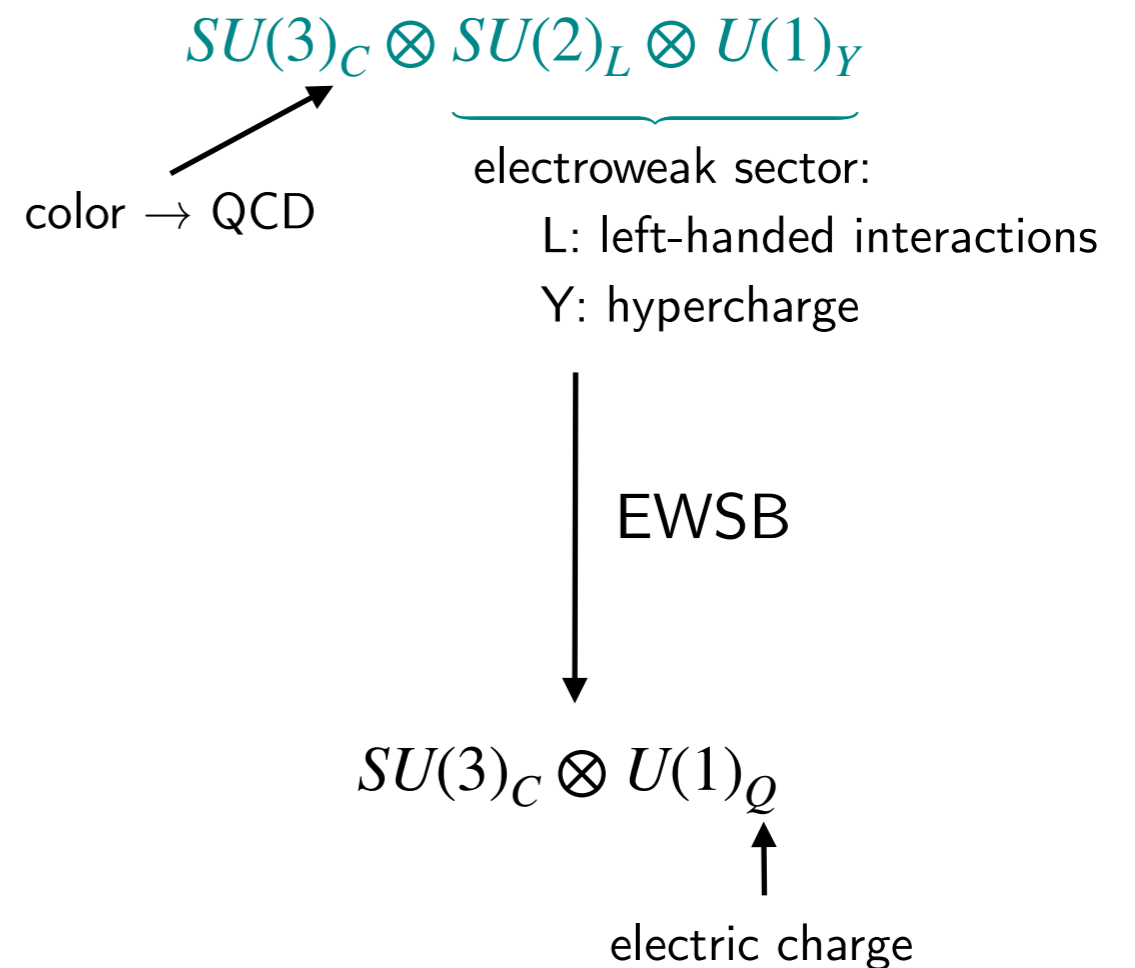 SU(3)_C ⊗ SU(2)_L ⊗ U(1)_Y
electroweak sector:
color → QCD
L: left-handed interactions
Y: hypercharge
EWSB
SU(3)_C ⊗ U(1)_Q
electric charge